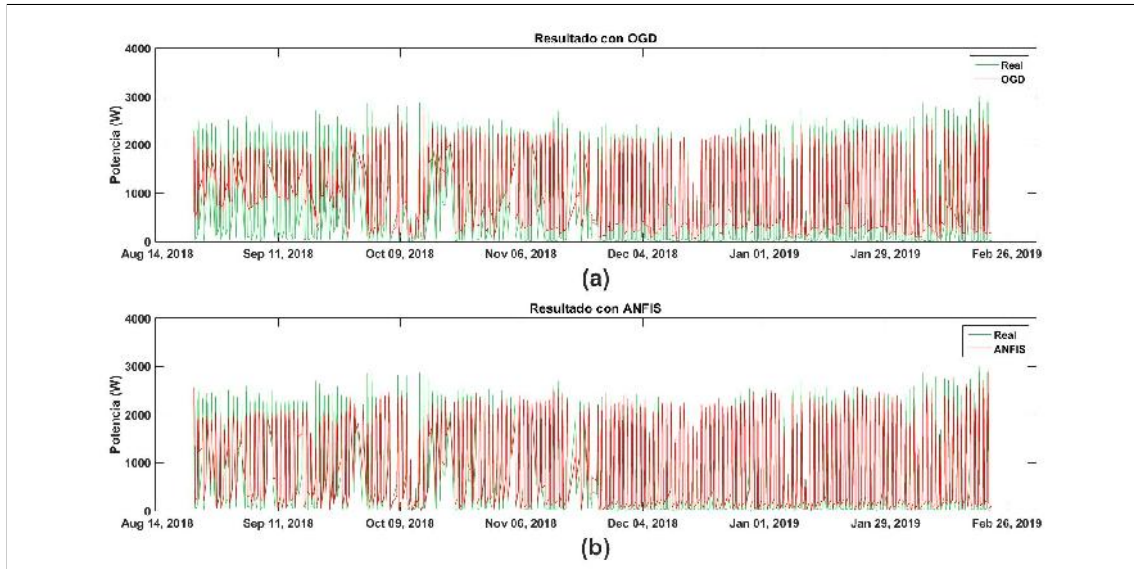 Resultado con OGD
4000
3000
2000
1000
0
Potencia (W)
Real
OGD
Aug 14, 2018 Sep 11, 2018 Oct 09, 2018 Nov 06, 2018 Dec 04, 2018 Jan 01, 2019 Jan 29, 2019 Feb 26, 2019
(a)
Resultado con ANFIS
4000
3000
2000
1000
0
Potencia (W)
Real
ANFIS
Aug 14, 2018 Sep 11, 2018 Oct 09, 2018 Nov 06, 2018 Dec 04, 2018 Jan 01, 2019 Jan 29, 2019 Feb 26, 2019
(b)